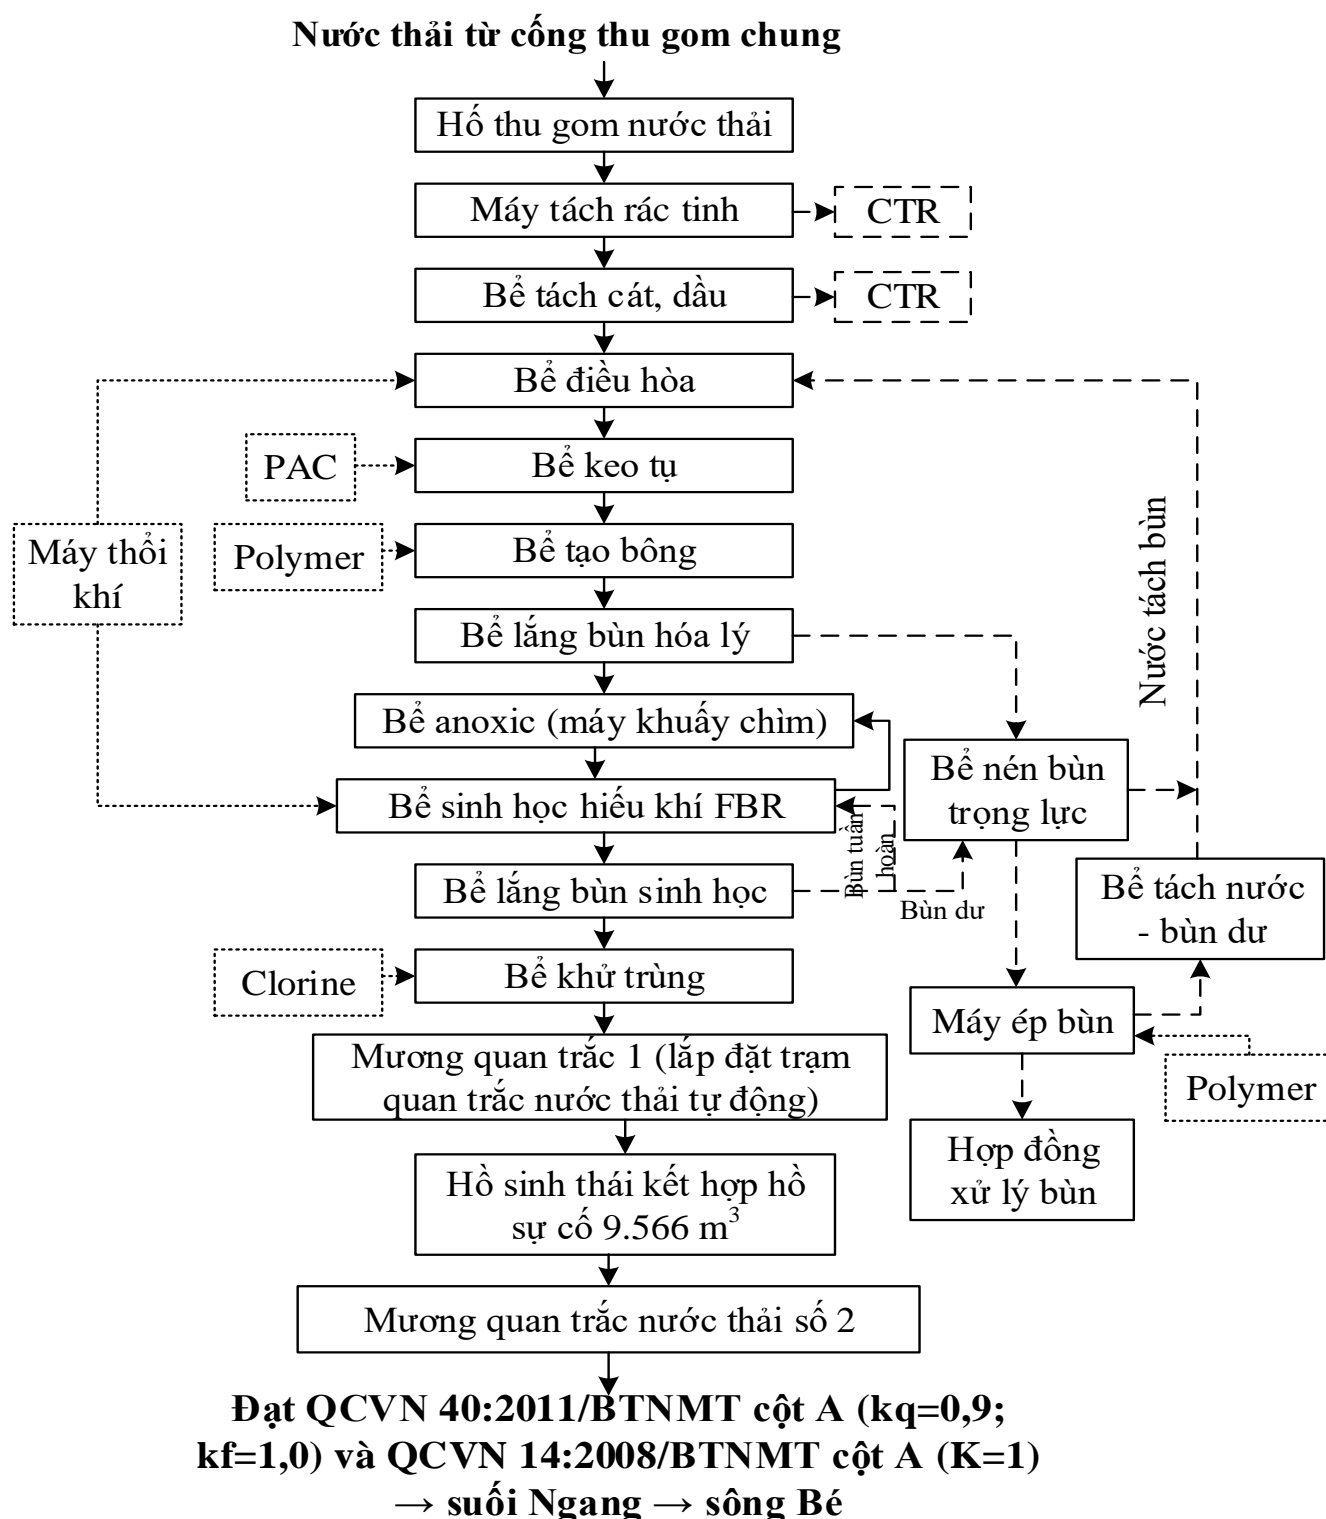 Nước thải từ cống thu gom chung
Hố thu gom nước thải
Máy tách rác tinh
CTR
Bể tách cát, dầu
CTR
Bể điều hòa
PAC
Bể keo tụ
Máy thổi
khí
Polymer
Bể tạo bông
Nước tách bùn
Bể lắng bùn hóa lý
Bể anoxic (máy khuấy chìm)
Bể nén bùn
trọng lực
Bể sinh học hiếu khí FBR
Bùn tuần
hoàn
Bể lắng bùn sinh học
Bùn dư
Bể tách nước
- bùn dư
Clorine
Bể khử trùng
Máy ép bùn
Mương quan trắc 1 (lắp đặt trạm
quan trắc nước thải tự động)
Polymer
Hợp đồng
xử lý bùn
Hồ sinh thái kết hợp hồ
sự cố 9.566 m³
Mương quan trắc nước thải số 2
Đạt QCVN 40:2011/BTNMT cột A (kq=0,9;
kf=1,0) và QCVN 14:2008/BTNMT cột A (K=1)
→ suối Ngang → sông Bé